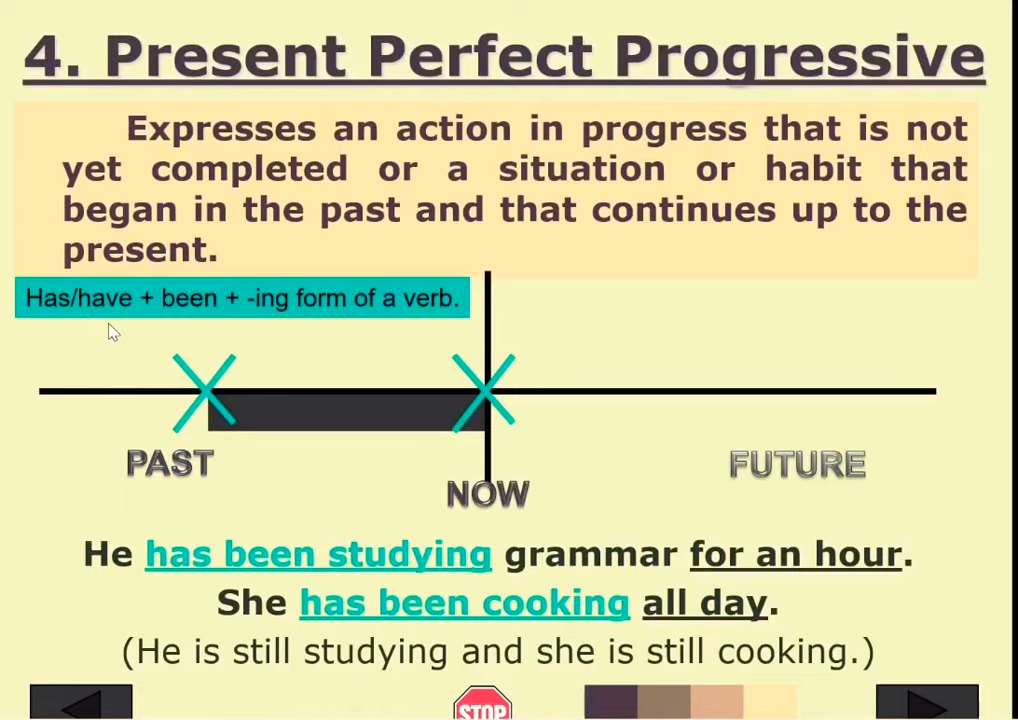 4. Present Perfect Progressive
Expresses an action in progress that is not
yet completed or a situation or habit that
began in the past and that continues up to the
present.
Has/have + been + -ing form of a verb.
PAST
NOW
FUTURE
He has been studying grammar for an hour.
She has been cooking all day.
(He is still studying and she is still cooking.)
STOP